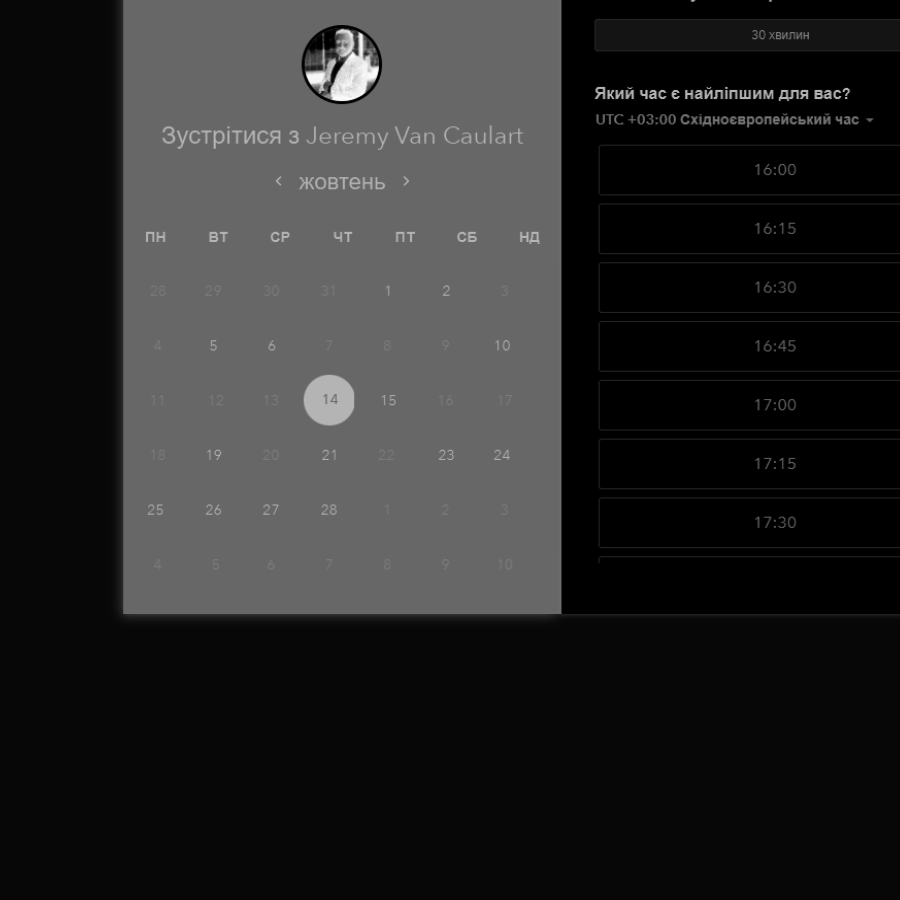 30 хвилин
Який час є найліпшим для вас?
UTC +03:00 Східноєвропейський час
Зустрітися з Jeremy Van Caulart
жовтень
ПН ВТ СР ЧТ ПТ СБ НД
28 29 30 31 1 2 3
4 5 6 7 8 9 10
11 12 13 14 15 16 17
18 19 20 21 22 23 24
25 26 27 28 1 2 3
4 5 6 7 8 9 10
16:00
16:15
16:30
16:45
17:00
17:15
17:30